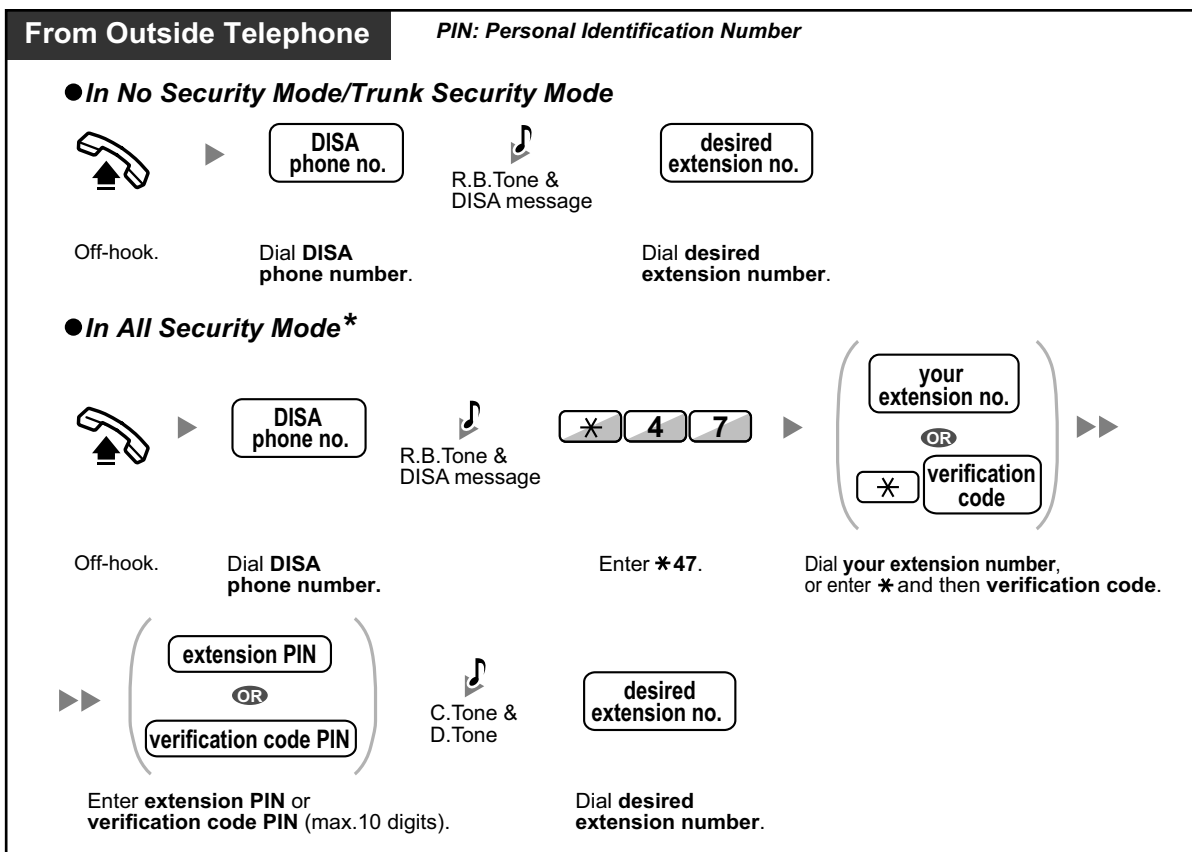 From Outside Telephone
PIN: Personal Identification Number
●In No Security Mode/Trunk Security Mode
DISA
phone no.
R.B.Tone &
DISA message
desired
extension no.
Off-hook.
Dial DISA
phone number.
Dial desired
extension number.
●In All Security Mode*
DISA
phone no.
R.B.Tone &
DISA message
* 4 7
your
extension no.
OR
* verification
code
Off-hook.
Dial DISA
phone number.
Enter *47.
Dial your extension number,
or enter * and then verification code.
extension PIN
OR
verification code PIN
C.Tone &
D.Tone
desired
extension no.
Enter extension PIN or
verification code PIN (max.10 digits).
Dial desired
extension number.